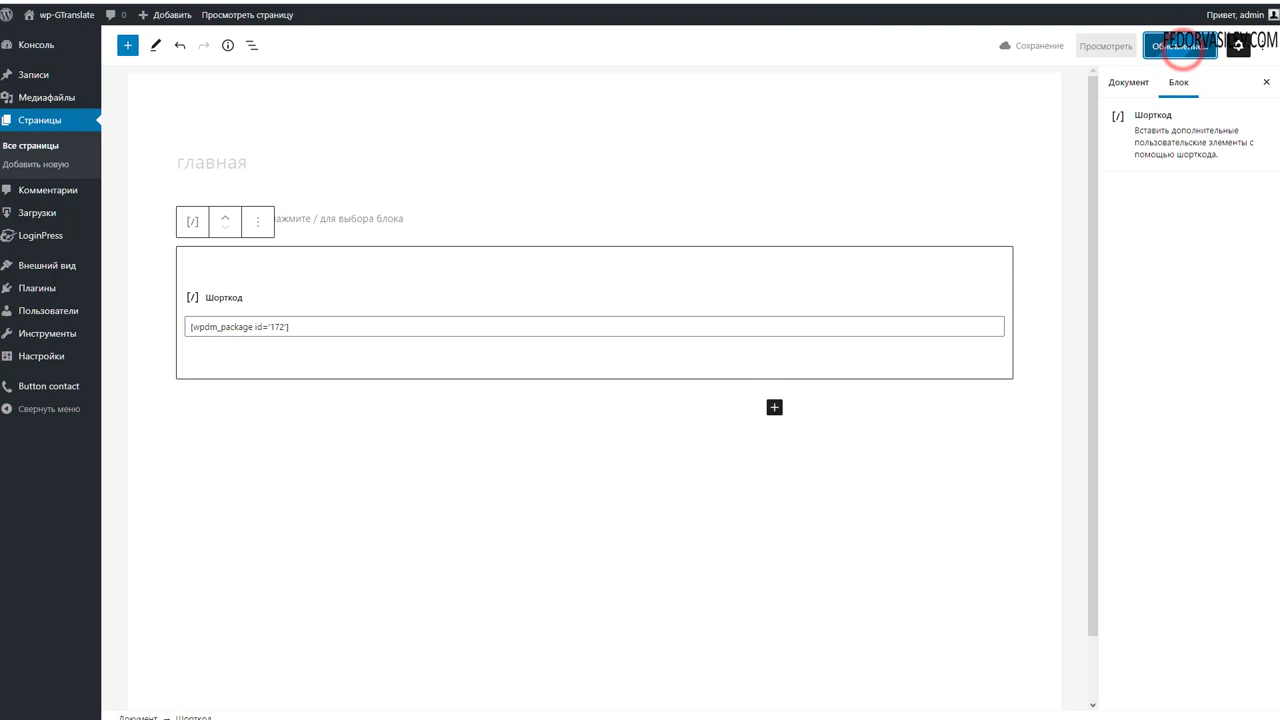 wp-GTranslate
0
Добавить
Просмотреть страницу
Привет, admin
Консоль
Записи
Медиафайлы
Страницы
Все страницы
Добавить новую
Комментарии
Загрузки
LoginPress
Внешний вид
Плагины
Пользователи
Инструменты
Настройки
Button contact
Свернуть меню
Сохранение
Просмотреть
FEDORVASILEV.COM
главная
ажмите / для выбора блока
[/] Шорткод
[wpdm_package id='172']
Документ
Блок
[/] Шорткод
Вставить дополнительные
пользовательские элементы с
помощью шорткода.
Документ → Шорткод